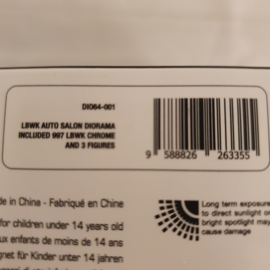 DIO64-001
LBWK AUTO SALON DIORAMA
INCLUDED 997 LBWK CHROME
AND 3 FIGURES
9 588826 263355
de in China - Fabriqué en Chine
for children under 14 years old
ux enfants de moins de 14 ans
gnet für Kinder unter 14 jahren
Long term exposure
to direct sunlight or
bright spotlight may
cause damage